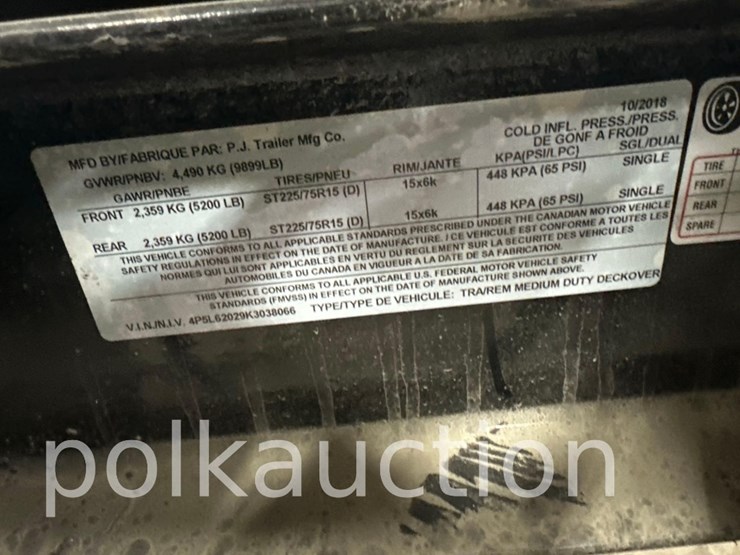 10/2018
MFD BY/FABRIQUE PAR: P.J. Trailer Mfg Co.
COLD INFL. PRESS./PRESS.
DE GONF A FROID
GVWR/PNBV: 4,490 KG (9899LB)
KPA(PSI/LPC) SGL/DUAL
GAWR/PNBE TIRES/PNEU RIM/JANTE
FRONT 2,359 KG (5200 LB) ST225/75R15 (D) 15x6k 448 KPA (65 PSI) SINGLE
REAR 2,359 KG (5200 LB) ST225/75R15 (D) 15x6k 448 KPA (65 PSI) SINGLE
THIS VEHICLE CONFORMS TO ALL APPLICABLE STANDARDS PRESCRIBED UNDER THE CANADIAN MOTOR VEHICLE
SAFETY REGULATIONS IN EFFECT ON THE DATE OF MANUFACTURE. / CE VEHICULE EST CONFORME A TOUTES LES
NORMES QUI LUI SONT APPLICABLES EN VERTU DU REGLEMENT SUR LA SECURITE DES VEHICULES
AUTOMOBILES DU CANADA EN VIGUEUR A LA DATE DE SA FABRICATION.
THIS VEHICLE CONFORMS TO ALL APPLICABLE U.S. FEDERAL MOTOR VEHICLE SAFETY
STANDARDS (FMVSS) IN EFFECT ON THE DATE OF MANUFACTURE SHOWN ABOVE.
V.I.N./N.I.V. 4P5L62029K3038066 TYPE/TYPE DE VEHICULE: TRA/REM MEDIUM DUTY DECKOVER
TIRE
FRONT
REAR
SPARE
polkauction